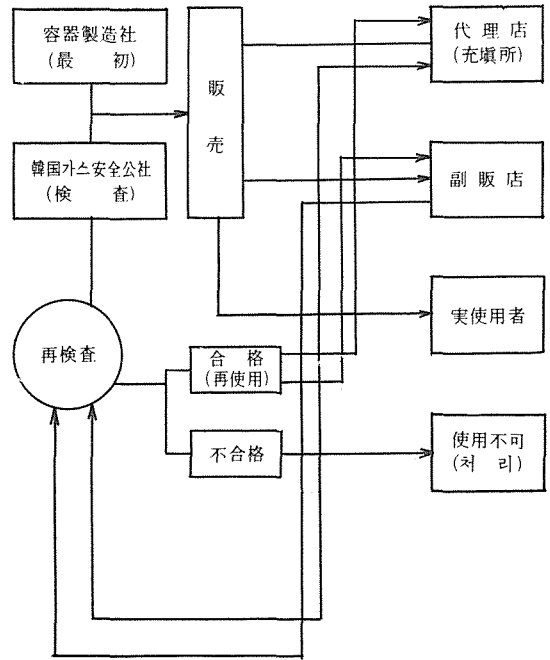 容器製造社
(最 初)
韓国가스安全公社
(検 査)
販
売
代 理 店
(充塡所)
副 販 店
実使用者
再検査
合 格
(再使用)
不合格
使用不可
(처 리)